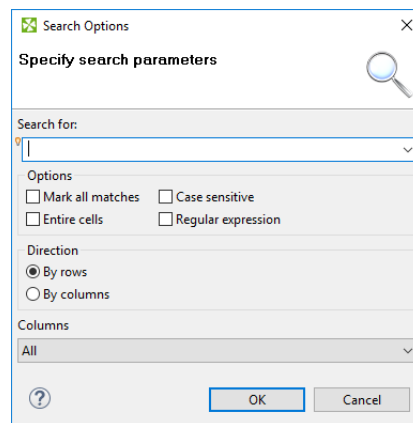 Search Options
Specify search parameters
Search for:
Options
Mark all matches Case sensitive
Entire cells Regular expression
Direction
By rows
By columns
Columns
All
OK Cancel